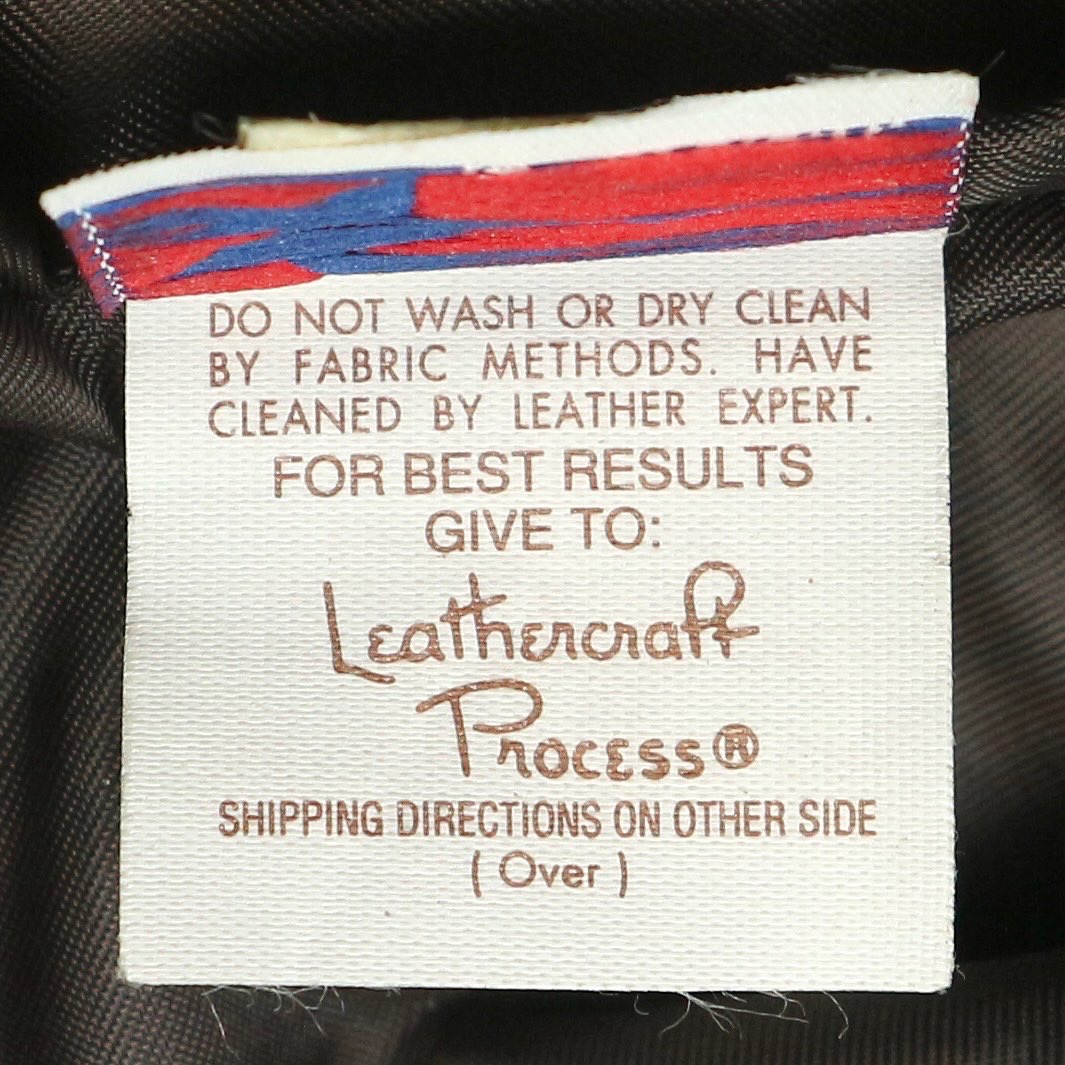 DO NOT WASH OR DRY CLEAN
BY FABRIC METHODS. HAVE
CLEANED BY LEATHER EXPERT.
FOR BEST RESULTS
GIVE TO:
Leathercraft
Process®
SHIPPING DIRECTIONS ON OTHER SIDE
( Over )